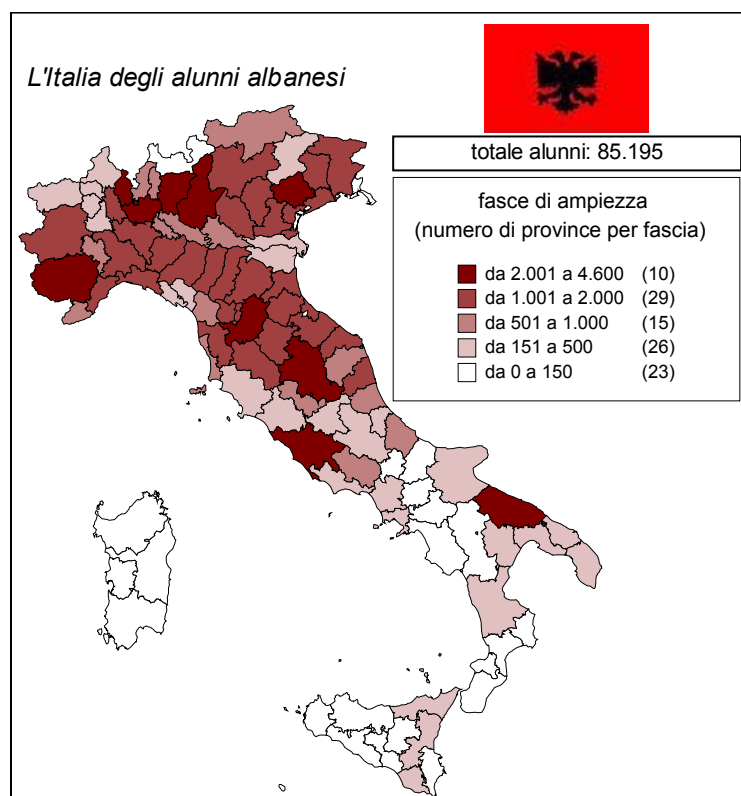 L'Italia degli alunni albanesi
totale alunni: 85.195
fasce di ampiezza
(numero di province per fascia)
da 2.001 a 4.600 (10)
da 1.001 a 2.000 (29)
da 501 a 1.000 (15)
da 151 a 500 (26)
da 0 a 150 (23)